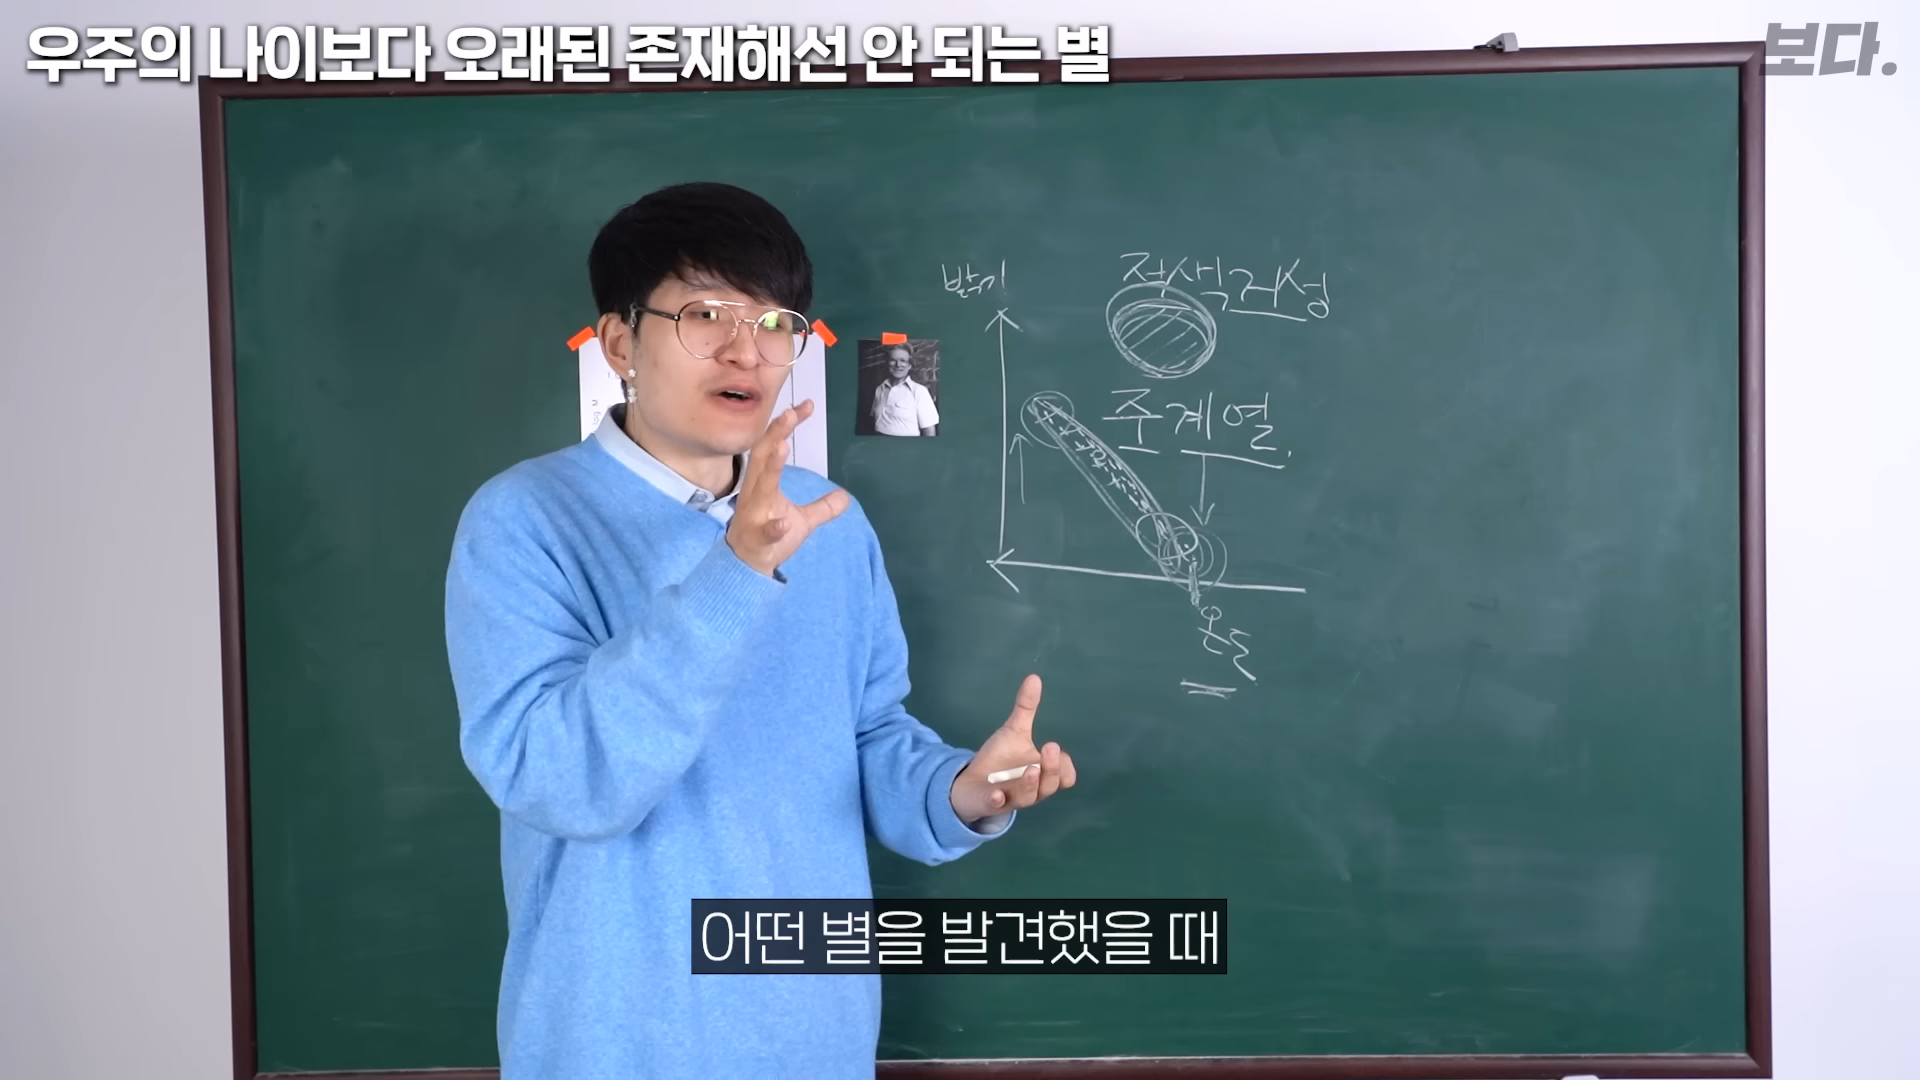 우주의 나이보다 오래된 존재해선 안 되는 별
보다.
밝기
적색거성
주계열
온도
어떤 별을 발견했을 때